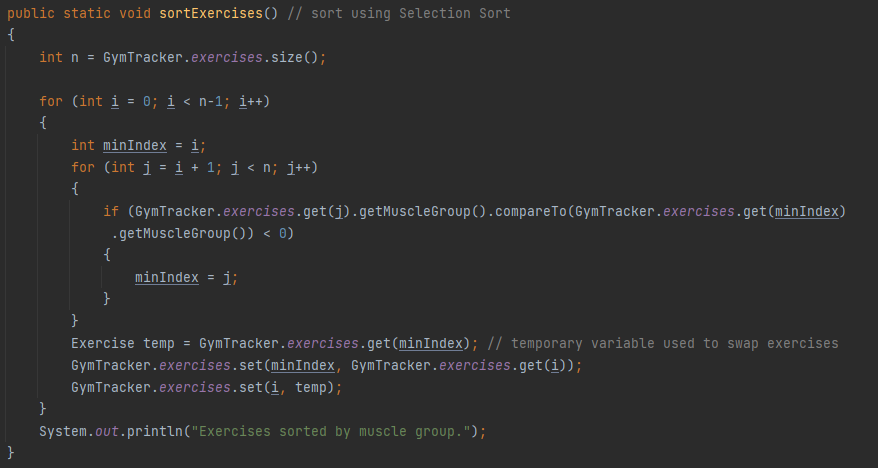 public static void sortExercises() // sort using Selection Sort
{
    int n = GymTracker.exercises.size();

    for (int i = 0; i < n-1; i++)
    {
        int minIndex = i;
        for (int j = i + 1; j < n; j++)
        {
            if (GymTracker.exercises.get(j).getMuscleGroup().compareTo(GymTracker.exercises.get(minIndex)
             .getMuscleGroup()) < 0)
            {
                minIndex = j;
            }
        }
        Exercise temp = GymTracker.exercises.get(minIndex); // temporary variable used to swap exercises
        GymTracker.exercises.set(minIndex, GymTracker.exercises.get(i));
        GymTracker.exercises.set(i, temp);
    }
    System.out.println("Exercises sorted by muscle group.");
}